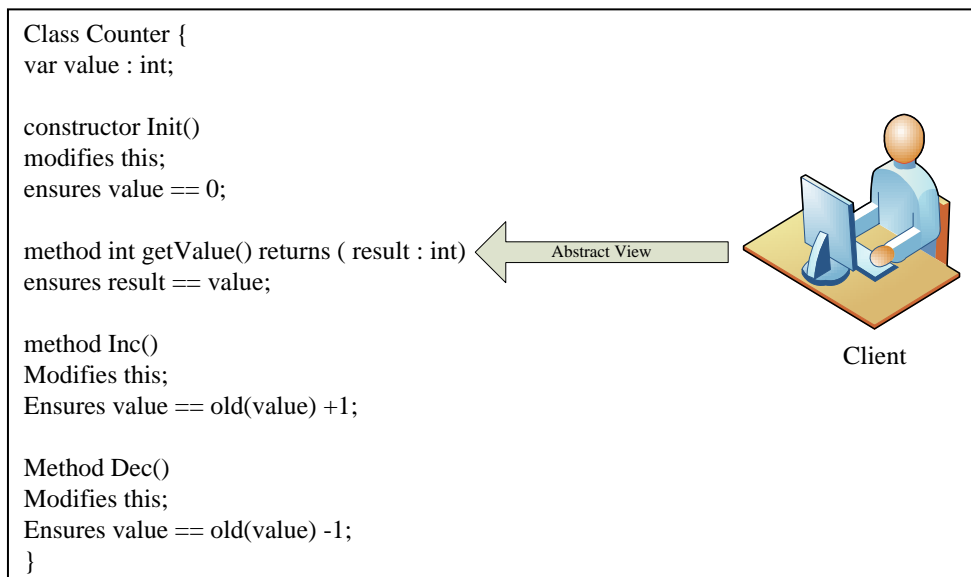 Class Counter {
var value : int;
constructor Init()
modifies this;
ensures value == 0;
method int getValue() returns ( result : int)
ensures result == value;
method Inc()
Modifies this;
Ensures value == old(value) +1;
Method Dec()
Modifies this;
Ensures value == old(value) -1;
}
Abstract View
Client